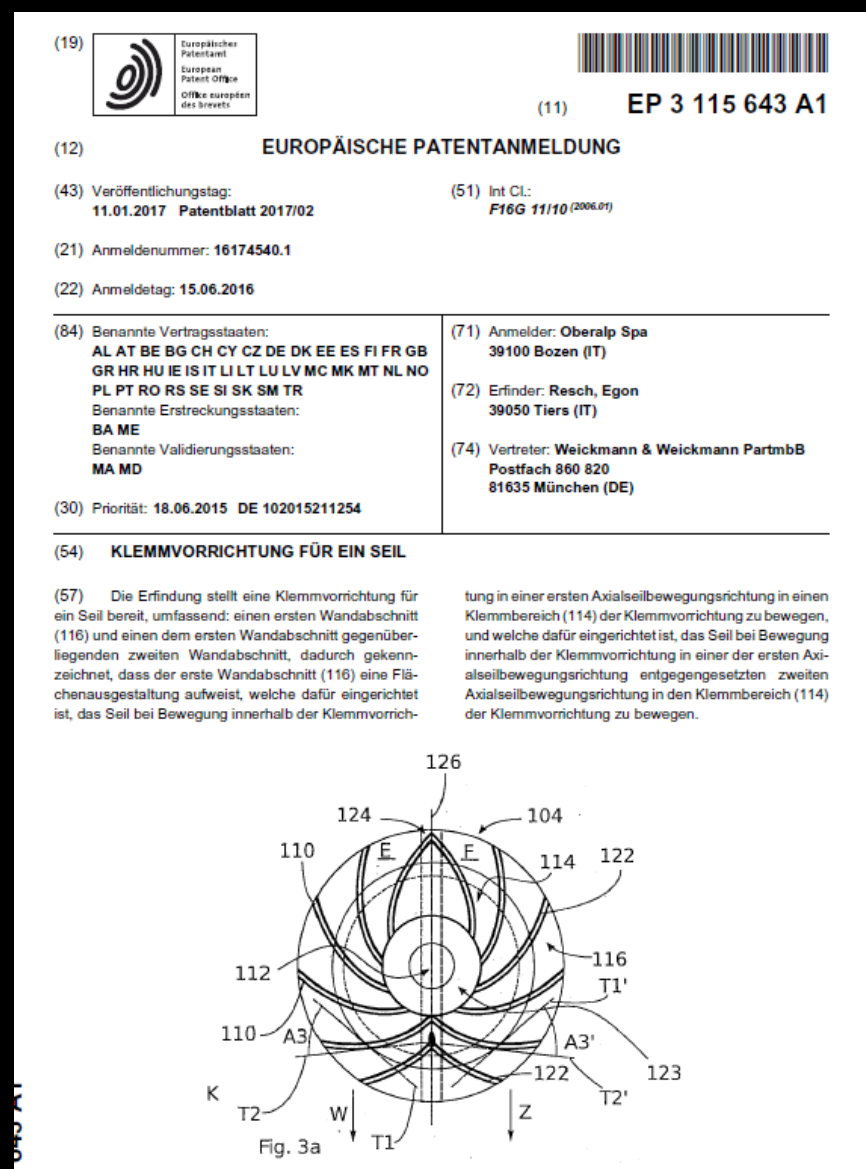 (19)
Europäisches
Patentamt
European
Patent Office
Office européen
des brevets
(11) EP 3 115 643 A1
(12) EUROPÄISCHE PATENTANMELDUNG
(43) Veröffentlichungstag:
11.01.2017 Patentblatt 2017/02
(21) Anmeldenummer: 16174540.1
(22) Anmeldetag: 15.06.2016
(51) Int Cl.:
F16G 11/10 (2006.01)
(84) Benannte Vertragsstaaten:
AL AT BE BG CH CY CZ DE DK EE ES FI FR GB
GR HR HU IE IS IT LI LT LU LV MC MK MT NL NO
PL PT RO RS SE SI SK SM TR
Benannte Erstreckungsstaaten:
BA ME
Benannte Validierungsstaaten:
MA MD
(30) Priorität: 18.06.2015 DE 102015211254
(71) Anmelder: Oberalp Spa
39100 Bozen (IT)
(72) Erfinder: Resch, Egon
39050 Tiers (IT)
(74) Vertreter: Weickmann & Weickmann PartmbB
Postfach 860 820
81635 München (DE)
(54) KLEMMVORRICHTUNG FÜR EIN SEIL
(57) Die Erfindung stellt eine Klemmvorrichtung für
ein Seil bereit, umfassend: einen ersten Wandabschnitt
(116) und einen dem ersten Wandabschnitt gegenüber-
liegenden zweiten Wandabschnitt, dadurch gekenn-
zeichnet, dass der erste Wandabschnitt (116) eine Flä-
chenausgestaltung aufweist, welche dafür eingerichtet
ist, das Seil bei Bewegung innerhalb der Klemmvorrich-
tung in einer ersten Axialseilbewegungsrichtung in einen
Klemmbereich (114) der Klemmvorrichtung zu bewegen,
und welche dafür eingerichtet ist, das Seil bei Bewegung
innerhalb der Klemmvorrichtung in einer der ersten Axi-
alseilbewegungsrichtung entgegengesetzten zweiten
Axialseilbewegungsrichtung in den Klemmbereich (114)
der Klemmvorrichtung zu bewegen.
126
124 104
110 E F 114 122
112 116
T1'
110 A3 A3'
122 123
K T2 W T1 Z T2'
Fig. 3a